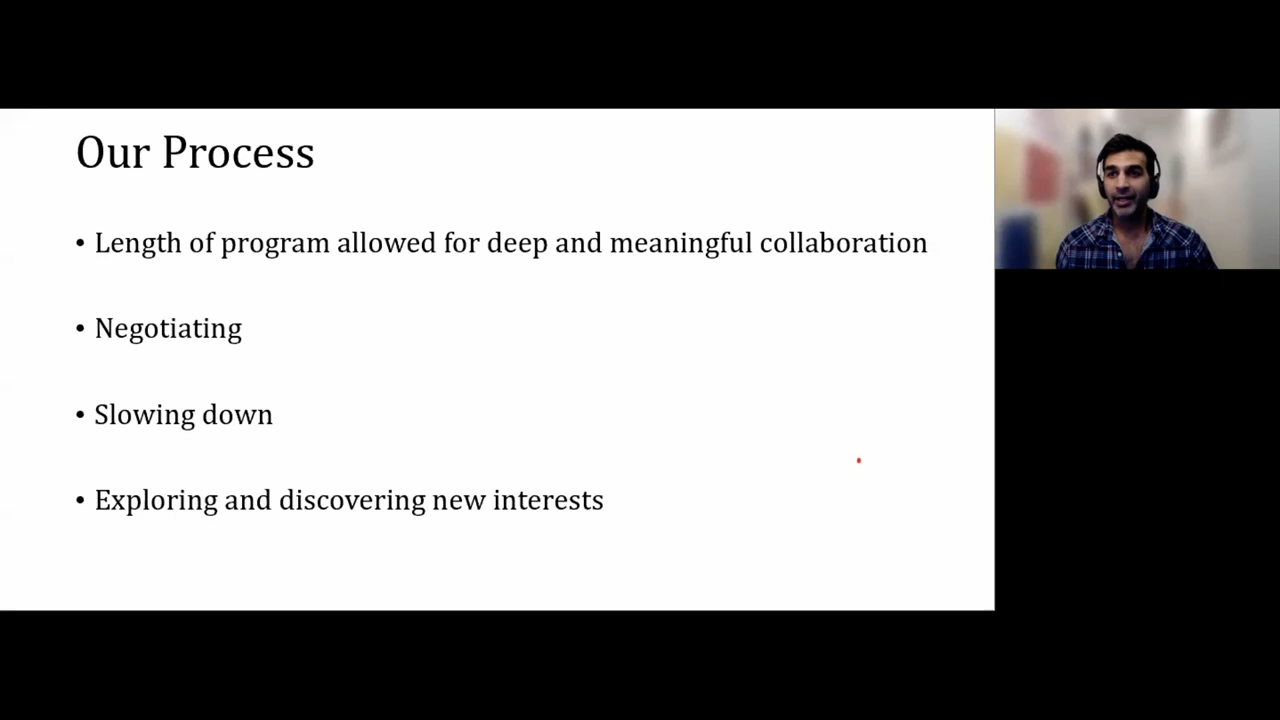 Our Process
• Length of program allowed for deep and meaningful collaboration
• Negotiating
• Slowing down
• Exploring and discovering new interests